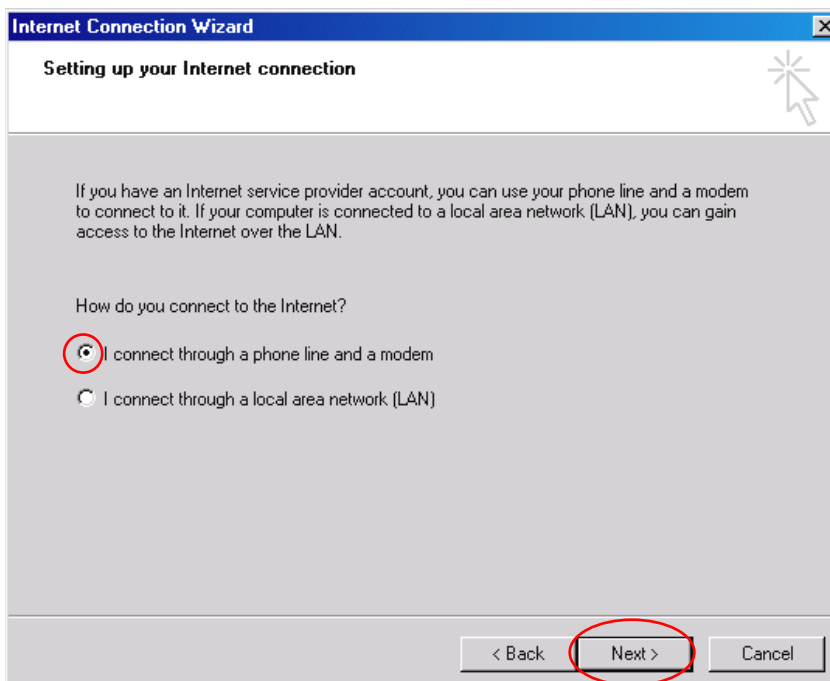 Internet Connection Wizard
Setting up your Internet connection
If you have an Internet service provider account, you can use your phone line and a modem
to connect to it. If your computer is connected to a local area network (LAN), you can gain
access to the Internet over the LAN.
How do you connect to the Internet?
I connect through a phone line and a modem
I connect through a local area network (LAN)
< Back Next > Cancel